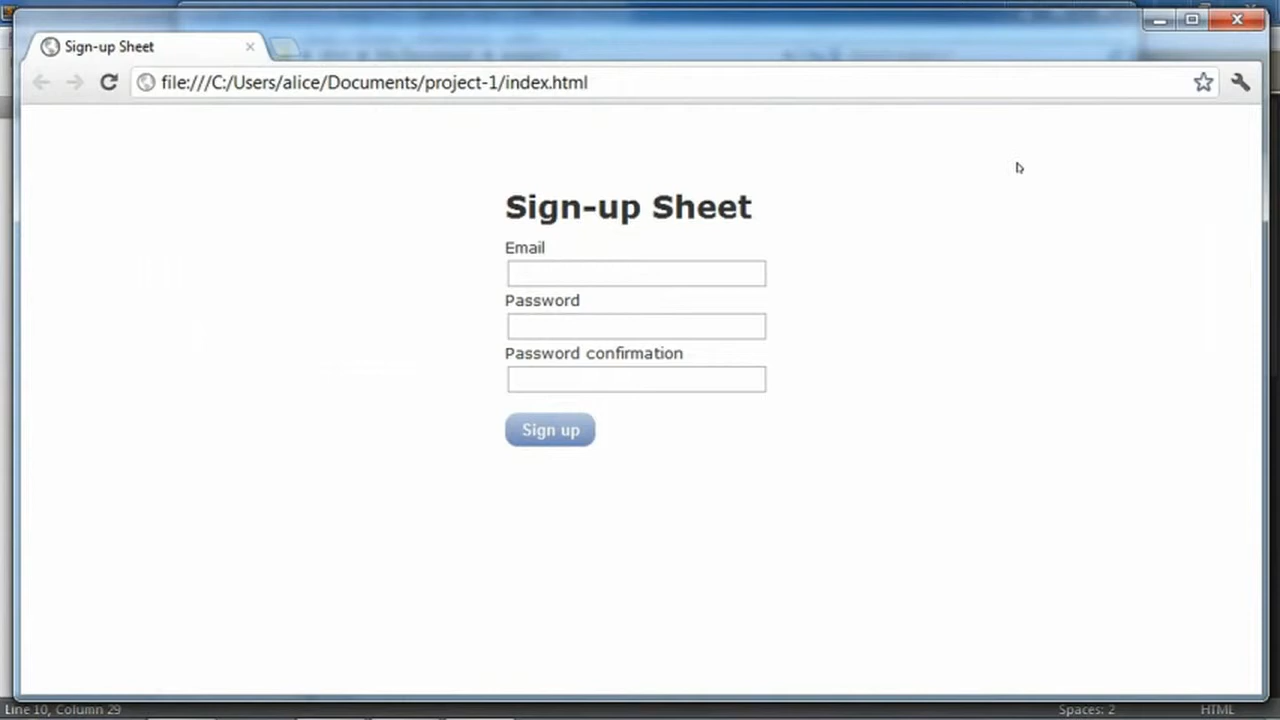 Sign-up Sheet
file:///C:/Users/alice/Documents/project-1/index.html
Sign-up Sheet
Email
Password
Password confirmation
Sign up
Line 10, Column 29
Spaces: 2
HTML